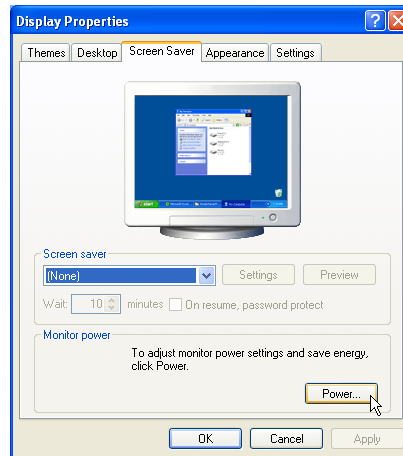 Display Properties
Themes Desktop Screen Saver Appearance Settings
start
Screen saver
(None) Settings Preview
Wait: 10 minutes On resume, password protect
Monitor power
To adjust monitor power settings and save energy,
click Power.
Power...
OK Cancel Apply